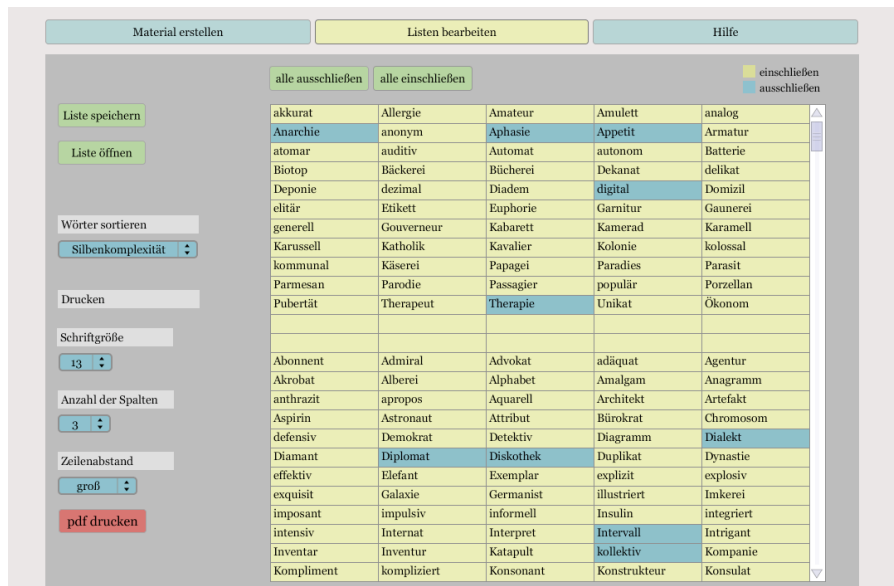 Material erstellen Listen bearbeiten Hilfe
alle ausschließen alle einschließen
einschließen
ausschließen
Liste speichern
Liste öffnen
Wörter sortieren
Silbenkomplexität
Drucken
Schriftgröße
13
Anzahl der Spalten
3
Zeilenabstand
groß
pdf drucken
akkurat Allergie Amateur Amulett analog
Anarchie anonym Aphasie Appetit Armatur
atomar auditiv Automat autonom Batterie
Biotop Bäckerei Bücherei Dekanat delikat
Deponie dezimal Diadem digital Domizil
elitär Etikett Euphorie Garnitur Gaunerei
generell Gouverneur Kabarett Kamerad Karamell
Karussell Katholik Kavalier Kolonie kolossal
kommunal Käserei Papagei Paradies Parasit
Parmesan Parodie Passagier populär Porzellan
Pubertät Therapeut Therapie Unikat Ökonom
Abonnent Admiral Advokat adäquat Agentur
Akrobat Alberei Alphabet Amalgam Anagramm
anthrazit apropos Aquarell Architekt Artefakt
Aspirin Astronaut Attribut Bürokrat Chromosom
defensiv Demokrat Detektiv Diagramm Dialekt
Diamant Diplomat Diskothek Duplikat Dynastie
effektiv Elefant Exemplar explizit explosiv
exquisit Galaxie Germanist illustriert Imkerei
imposant impulsiv informell Insulin integriert
intensiv Internat Interpret Intervall Intrigant
Inventar Inventur Katapult kollektiv Kompanie
Kompliment kompliziert Konsonant Konstrukteur Konsulat